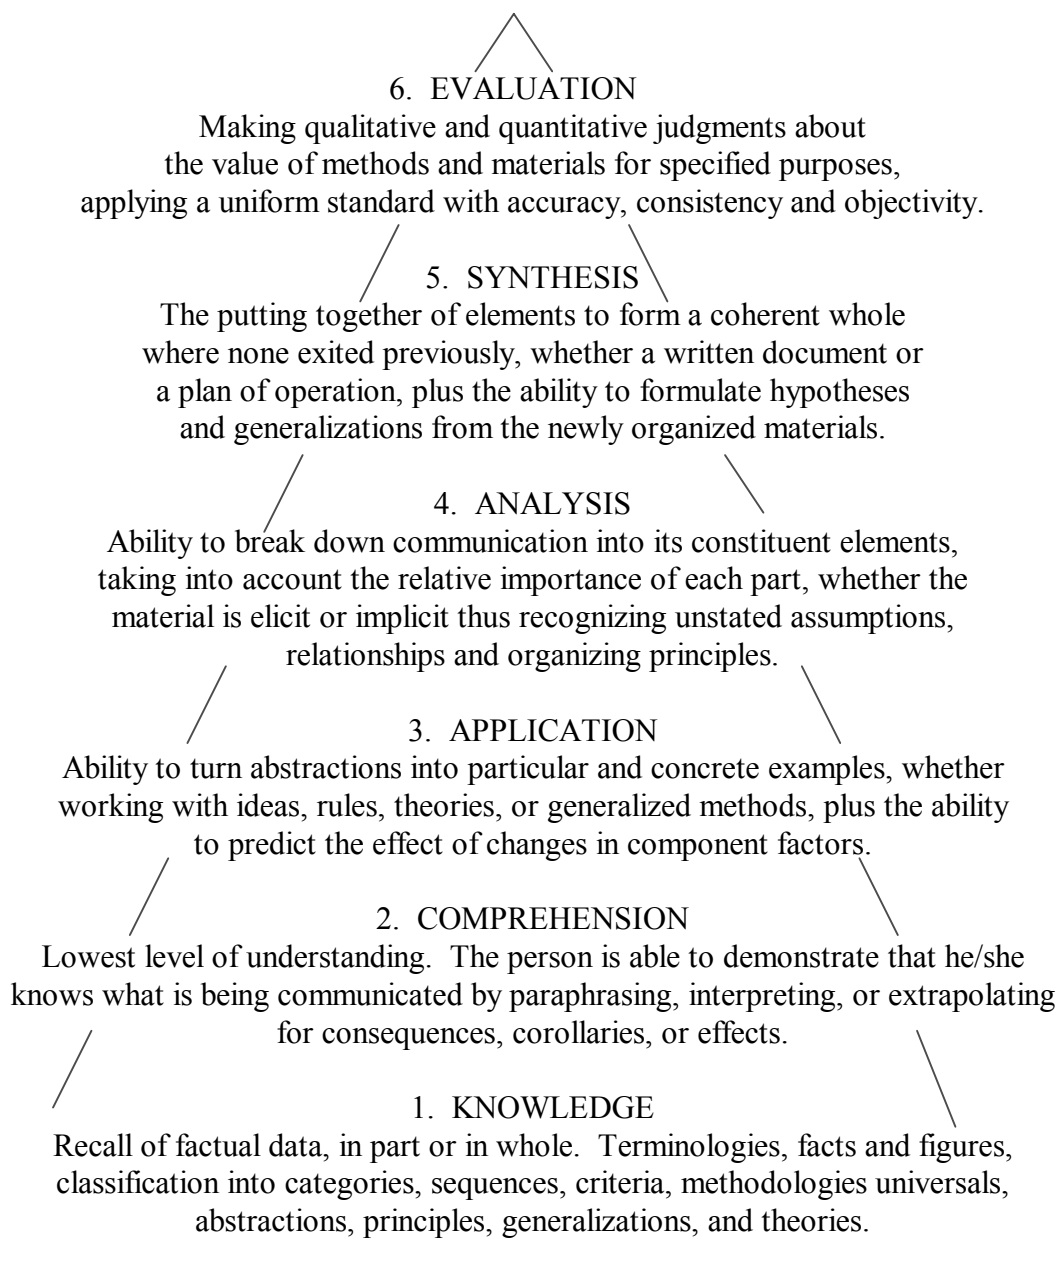 6. EVALUATION
Making qualitative and quantitative judgments about
the value of methods and materials for specified purposes,
applying a uniform standard with accuracy, consistency and objectivity.
5. SYNTHESIS
The putting together of elements to form a coherent whole
where none exited previously, whether a written document or
a plan of operation, plus the ability to formulate hypotheses
and generalizations from the newly organized materials.
4. ANALYSIS
Ability to break down communication into its constituent elements,
taking into account the relative importance of each part, whether the
material is elicit or implicit thus recognizing unstated assumptions,
relationships and organizing principles.
3. APPLICATION
Ability to turn abstractions into particular and concrete examples, whether
working with ideas, rules, theories, or generalized methods, plus the ability
to predict the effect of changes in component factors.
2. COMPREHENSION
Lowest level of understanding. The person is able to demonstrate that he/she
knows what is being communicated by paraphrasing, interpreting, or extrapolating
for consequences, corollaries, or effects.
1. KNOWLEDGE
Recall of factual data, in part or in whole. Terminologies, facts and figures,
classification into categories, sequences, criteria, methodologies universals,
abstractions, principles, generalizations, and theories.